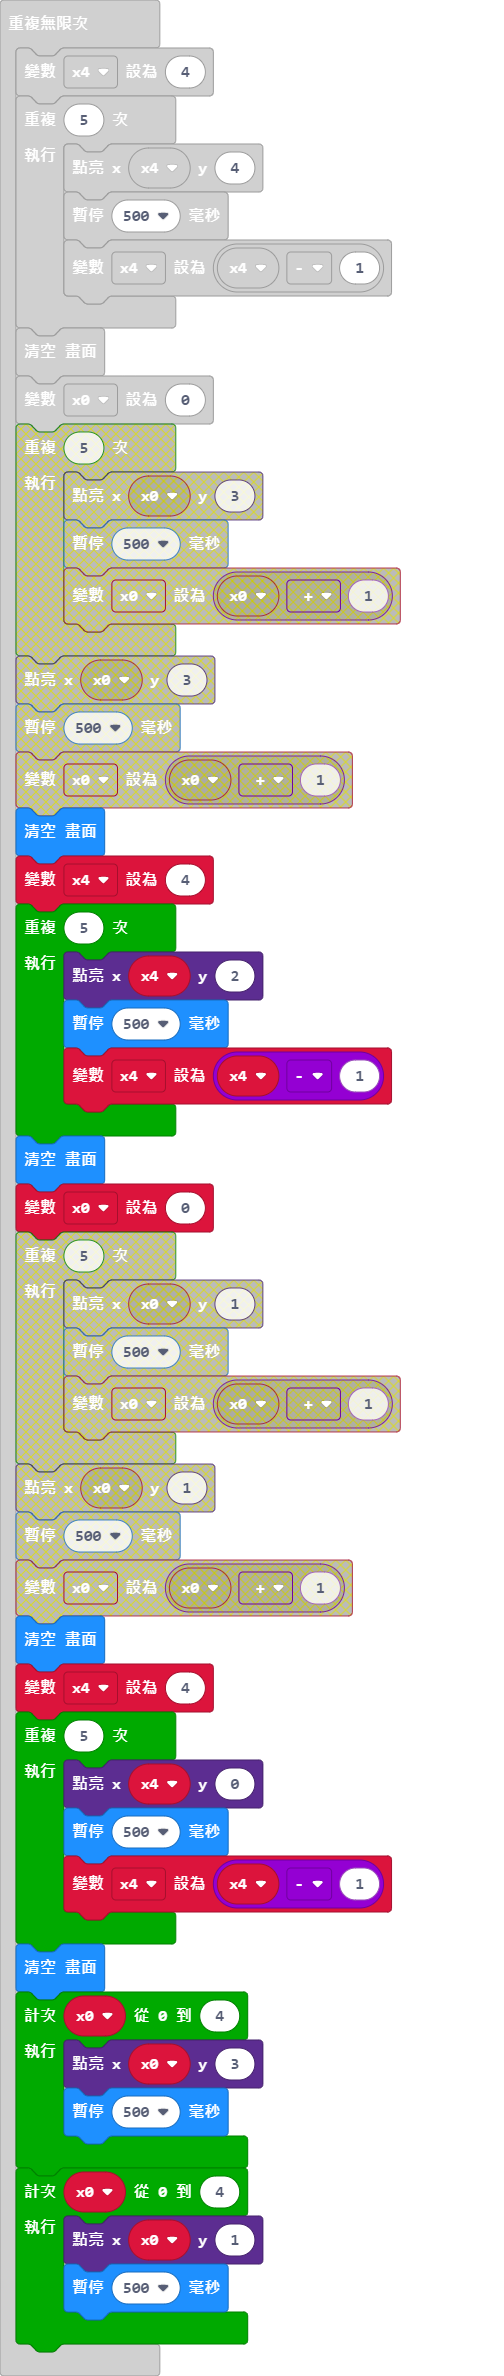 重複無限次
變數 x4 設為 4
重複 5 次
執行 點亮 x x4 y 4
暫停 500 毫秒
變數 x4 設為 x4 - 1
清空 畫面
變數 x0 設為 0
重複 5 次
執行 點亮 x x0 y 3
暫停 500 毫秒
變數 x0 設為 x0 + 1
點亮 x x0 y 3
暫停 500 毫秒
變數 x0 設為 x0 + 1
清空 畫面
變數 x4 設為 4
重複 5 次
執行 點亮 x x4 y 2
暫停 500 毫秒
變數 x4 設為 x4 - 1
清空 畫面
變數 x0 設為 0
重複 5 次
執行 點亮 x x0 y 1
暫停 500 毫秒
變數 x0 設為 x0 + 1
點亮 x x0 y 1
暫停 500 毫秒
變數 x0 設為 x0 + 1
清空 畫面
變數 x4 設為 4
重複 5 次
執行 點亮 x x4 y 0
暫停 500 毫秒
變數 x4 設為 x4 - 1
清空 畫面
計次 x0 從 0 到 4
執行 點亮 x x0 y 3
暫停 500 毫秒
計次 x0 從 0 到 4
執行 點亮 x x0 y 1
暫停 500 毫秒